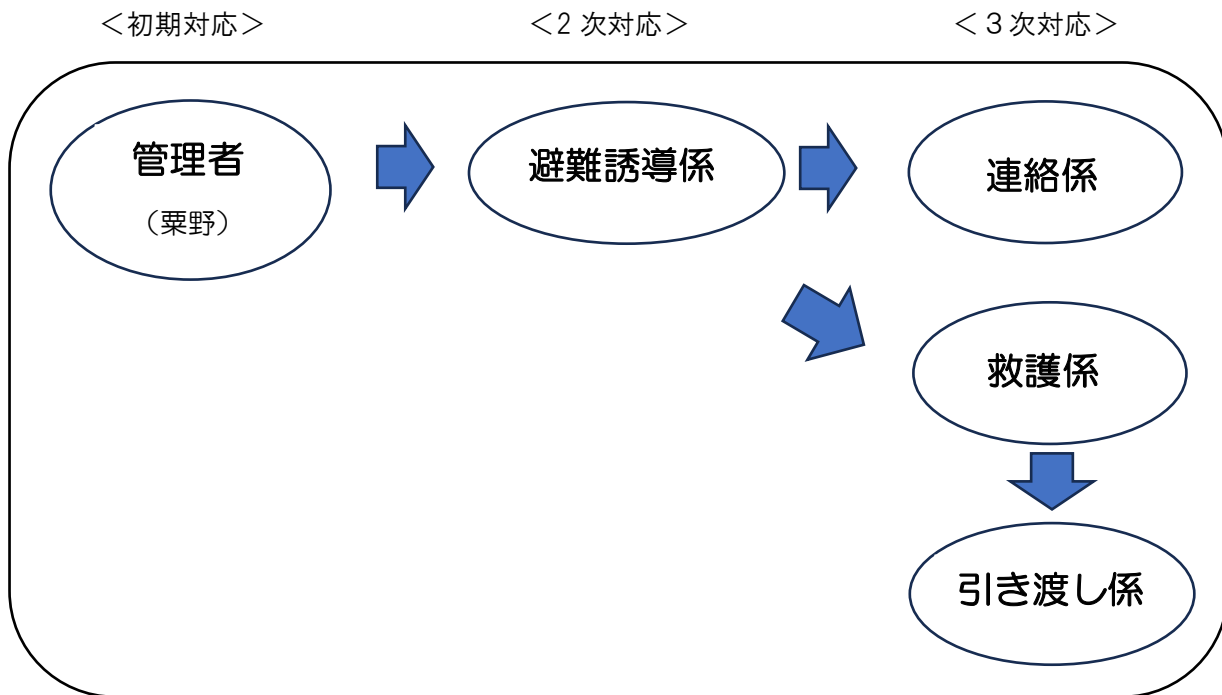 ＜初期対応＞
＜2 次対応＞
＜３次対応＞
管理者
（粟野）
避難誘導係
連絡係
救護係
引き渡し係